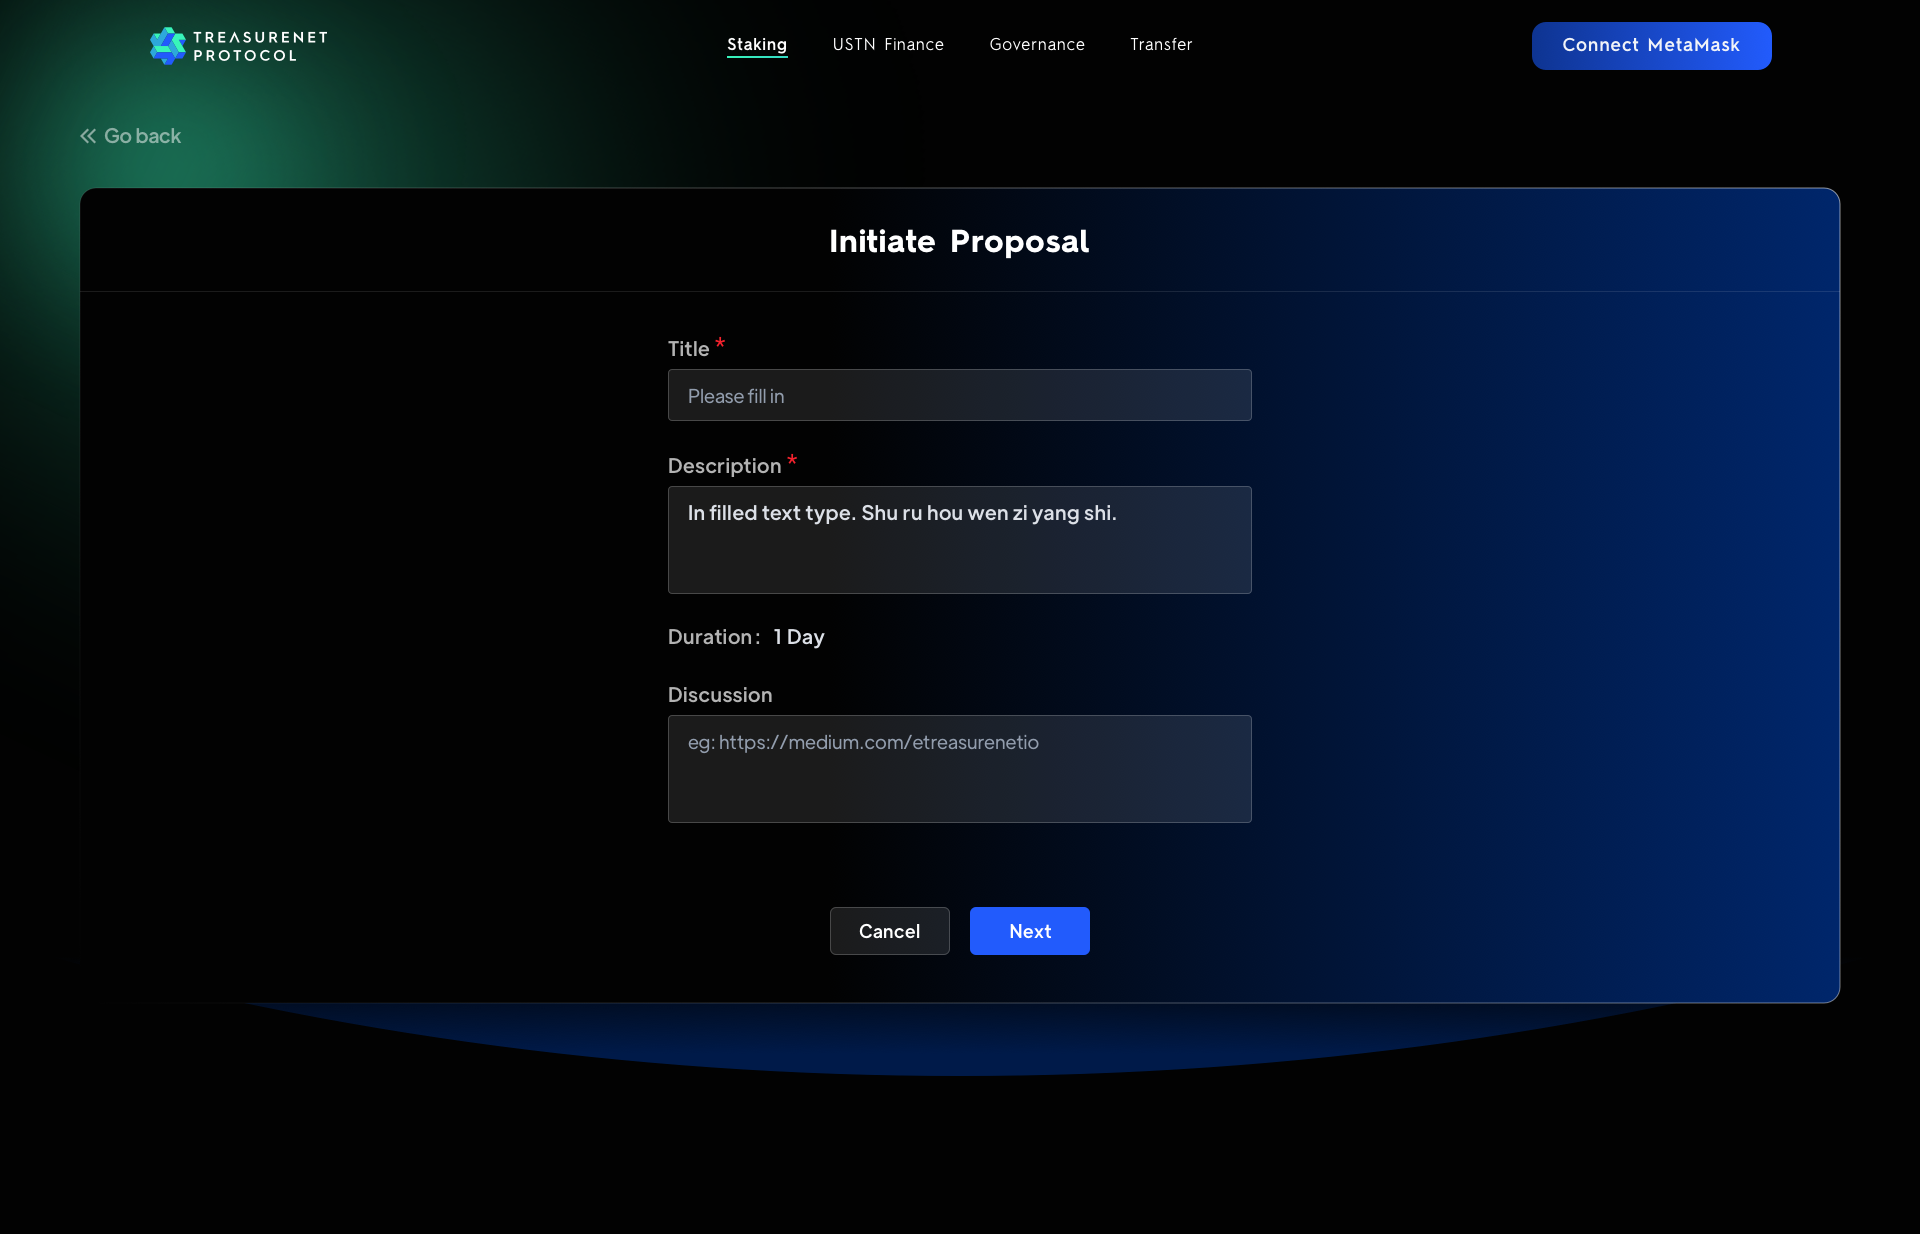 TREASURENET
PROTOCOL
Staking
USTN Finance
Governance
Transfer
Connect MetaMask
Go back
Initiate Proposal
Title *
Please fill in
Description *
In filled text type. Shu ru hou wen zi yang shi.
Duration: 1 Day
Discussion
eg: https://medium.com/etreasurenetio
Cancel
Next